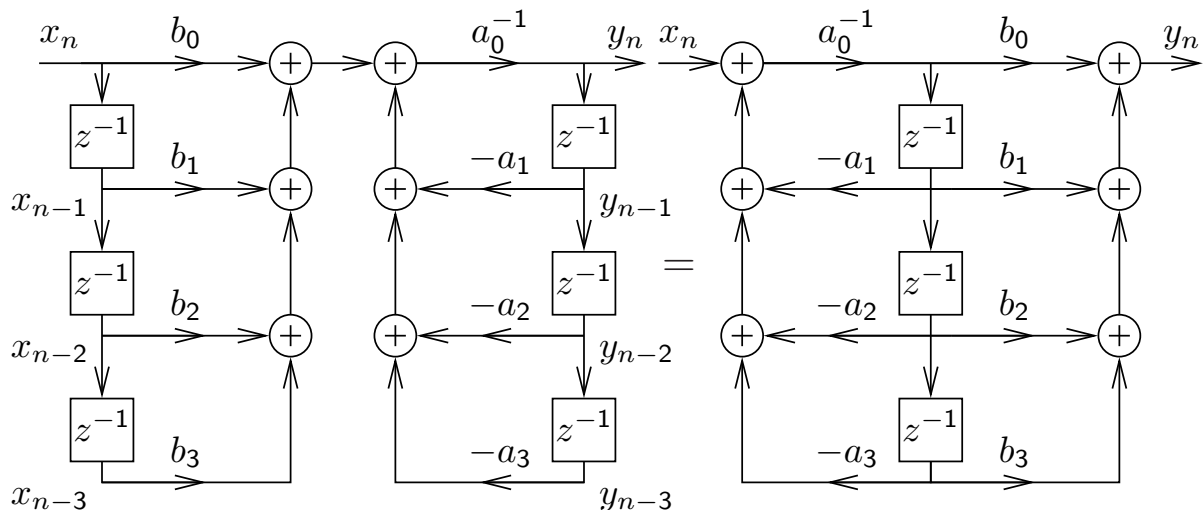 x_n b_0 a_0^{-1} y_n x_n a_0^{-1} b_0 y_n
+ + + +
z^{-1} z^{-1} z^{-1}
b_1 -a_1 -a_1 b_1
x_{n-1} + + y_{n-1} + +
z^{-1} z^{-1} = z^{-1}
b_2 -a_2 -a_2 b_2
x_{n-2} + + y_{n-2} + +
z^{-1} z^{-1} z^{-1}
b_3 -a_3 -a_3 b_3
x_{n-3} y_{n-3}